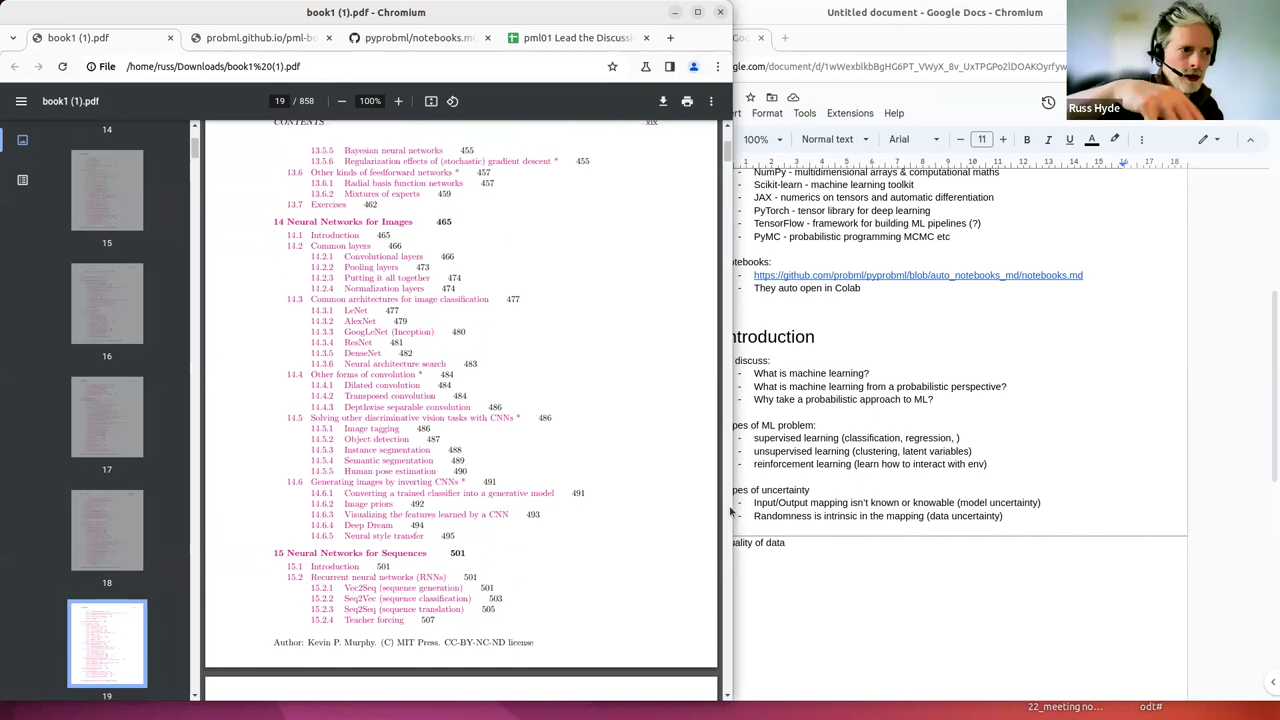 book1 (1).pdf - Chromium
book1 (1).pdf
probml.github.io/pml-bo
pyprobml/notebooks.m
pml01 Lead the Discussi
File
/home/russ/Downloads/book1%20(1).pdf
book1 (1).pdf
19 / 858
100%
14
15
16
17
18
19
CONTENTS xix
13.5.5 Bayesian neural networks 455
13.5.6 Regularization effects of (stochastic) gradient descent * 455
13.6 Other kinds of feedforward networks * 457
13.6.1 Radial basis function networks 457
13.6.2 Mixtures of experts 459
13.7 Exercises 462
14 Neural Networks for Images 465
14.1 Introduction 465
14.2 Common layers 466
14.2.1 Convolutional layers 466
14.2.2 Pooling layers 473
14.2.3 Putting it all together 474
14.2.4 Normalization layers 474
14.3 Common architectures for image classification 477
14.3.1 LeNet 477
14.3.2 AlexNet 479
14.3.3 GoogLeNet (Inception) 480
14.3.4 ResNet 481
14.3.5 DenseNet 482
14.3.6 Neural architecture search 483
14.4 Other forms of convolution * 484
14.4.1 Dilated convolution 484
14.4.2 Transposed convolution 484
14.4.3 Depthwise separable convolution 486
14.5 Solving other discriminative vision tasks with CNNs * 486
14.5.1 Image tagging 486
14.5.2 Object detection 487
14.5.3 Instance segmentation 488
14.5.4 Semantic segmentation 489
14.5.5 Human pose estimation 490
14.6 Generating images by inverting CNNs * 491
14.6.1 Converting a trained classifier into a generative model 491
14.6.2 Image priors 492
14.6.3 Visualizing the features learned by a CNN 493
14.6.4 Deep Dream 494
14.6.5 Neural style transfer 495
15 Neural Networks for Sequences 501
15.1 Introduction 501
15.2 Recurrent neural networks (RNNs) 501
15.2.1 Vec2Seq (sequence generation) 501
15.2.2 Seq2Vec (sequence classification) 503
15.2.3 Seq2Seq (sequence translation) 505
15.2.4 Teacher forcing 507
Author: Kevin P. Murphy. (C) MIT Press. CC-BY-NC-ND license
Untitled document - Google Docs - Chromium
Format Tools Extensions Help
100% Normal text Arial 11
1 2 3 4 5 6 7 8 9 10 11 12 13 14 15 16 17 18
- NumPy - multidimensional arrays & computational maths
- Scikit-learn - machine learning toolkit
- JAX - numerics on tensors and automatic differentiation
- PyTorch - tensor library for deep learning
- TensorFlow - framework for building ML pipelines (?)
- PyMC - probabilistic programming MCMC etc
otebooks:
- https://github.com/probml/pyprobml/blob/auto_notebooks_md/notebooks.md
- They auto open in Colab
ntroduction
discuss:
- What is machine learning?
- What is machine learning from a probabilistic perspective?
- Why take a probabilistic approach to ML?
pes of ML problem:
- supervised learning (classification, regression, )
- unsupervised learning (clustering, latent variables)
- reinforcement learning (learn how to interact with env)
pes of uncertainty
- Input/Output mapping isn't known or knowable (model uncertainty)
- Randomness is intrinsic in the mapping (data uncertainty)
uality of data
Russ Hyde
22_meeting no...
odt#